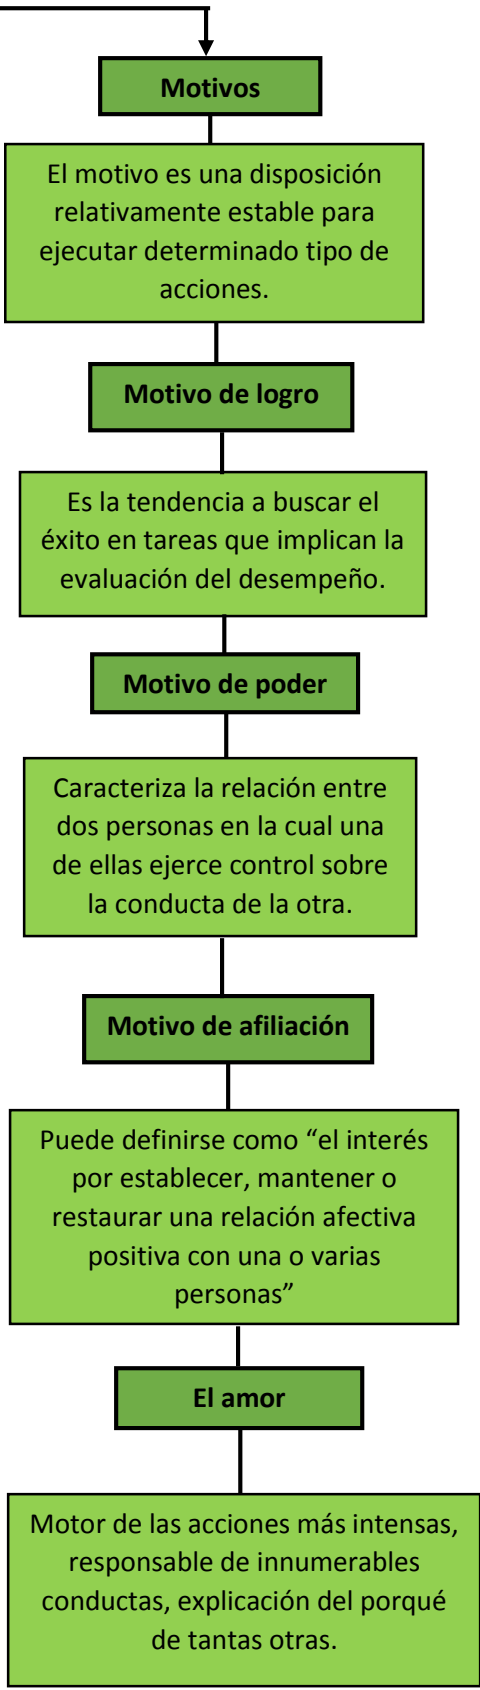 Motivos
El motivo es una disposición
relativamente estable para
ejecutar determinado tipo de
acciones.
Motivo de logro
Es la tendencia a buscar el
éxito en tareas que implican la
evaluación del desempeño.
Motivo de poder
Caracteriza la relación entre
dos personas en la cual una
de ellas ejerce control sobre
la conducta de la otra.
Motivo de afiliación
Puede definirse como “el interés
por establecer, mantener o
restaurar una relación afectiva
positiva con una o varias
personas”
El amor
Motor de las acciones más intensas,
responsable de innumerables
conductas, explicación del porqué
de tantas otras.